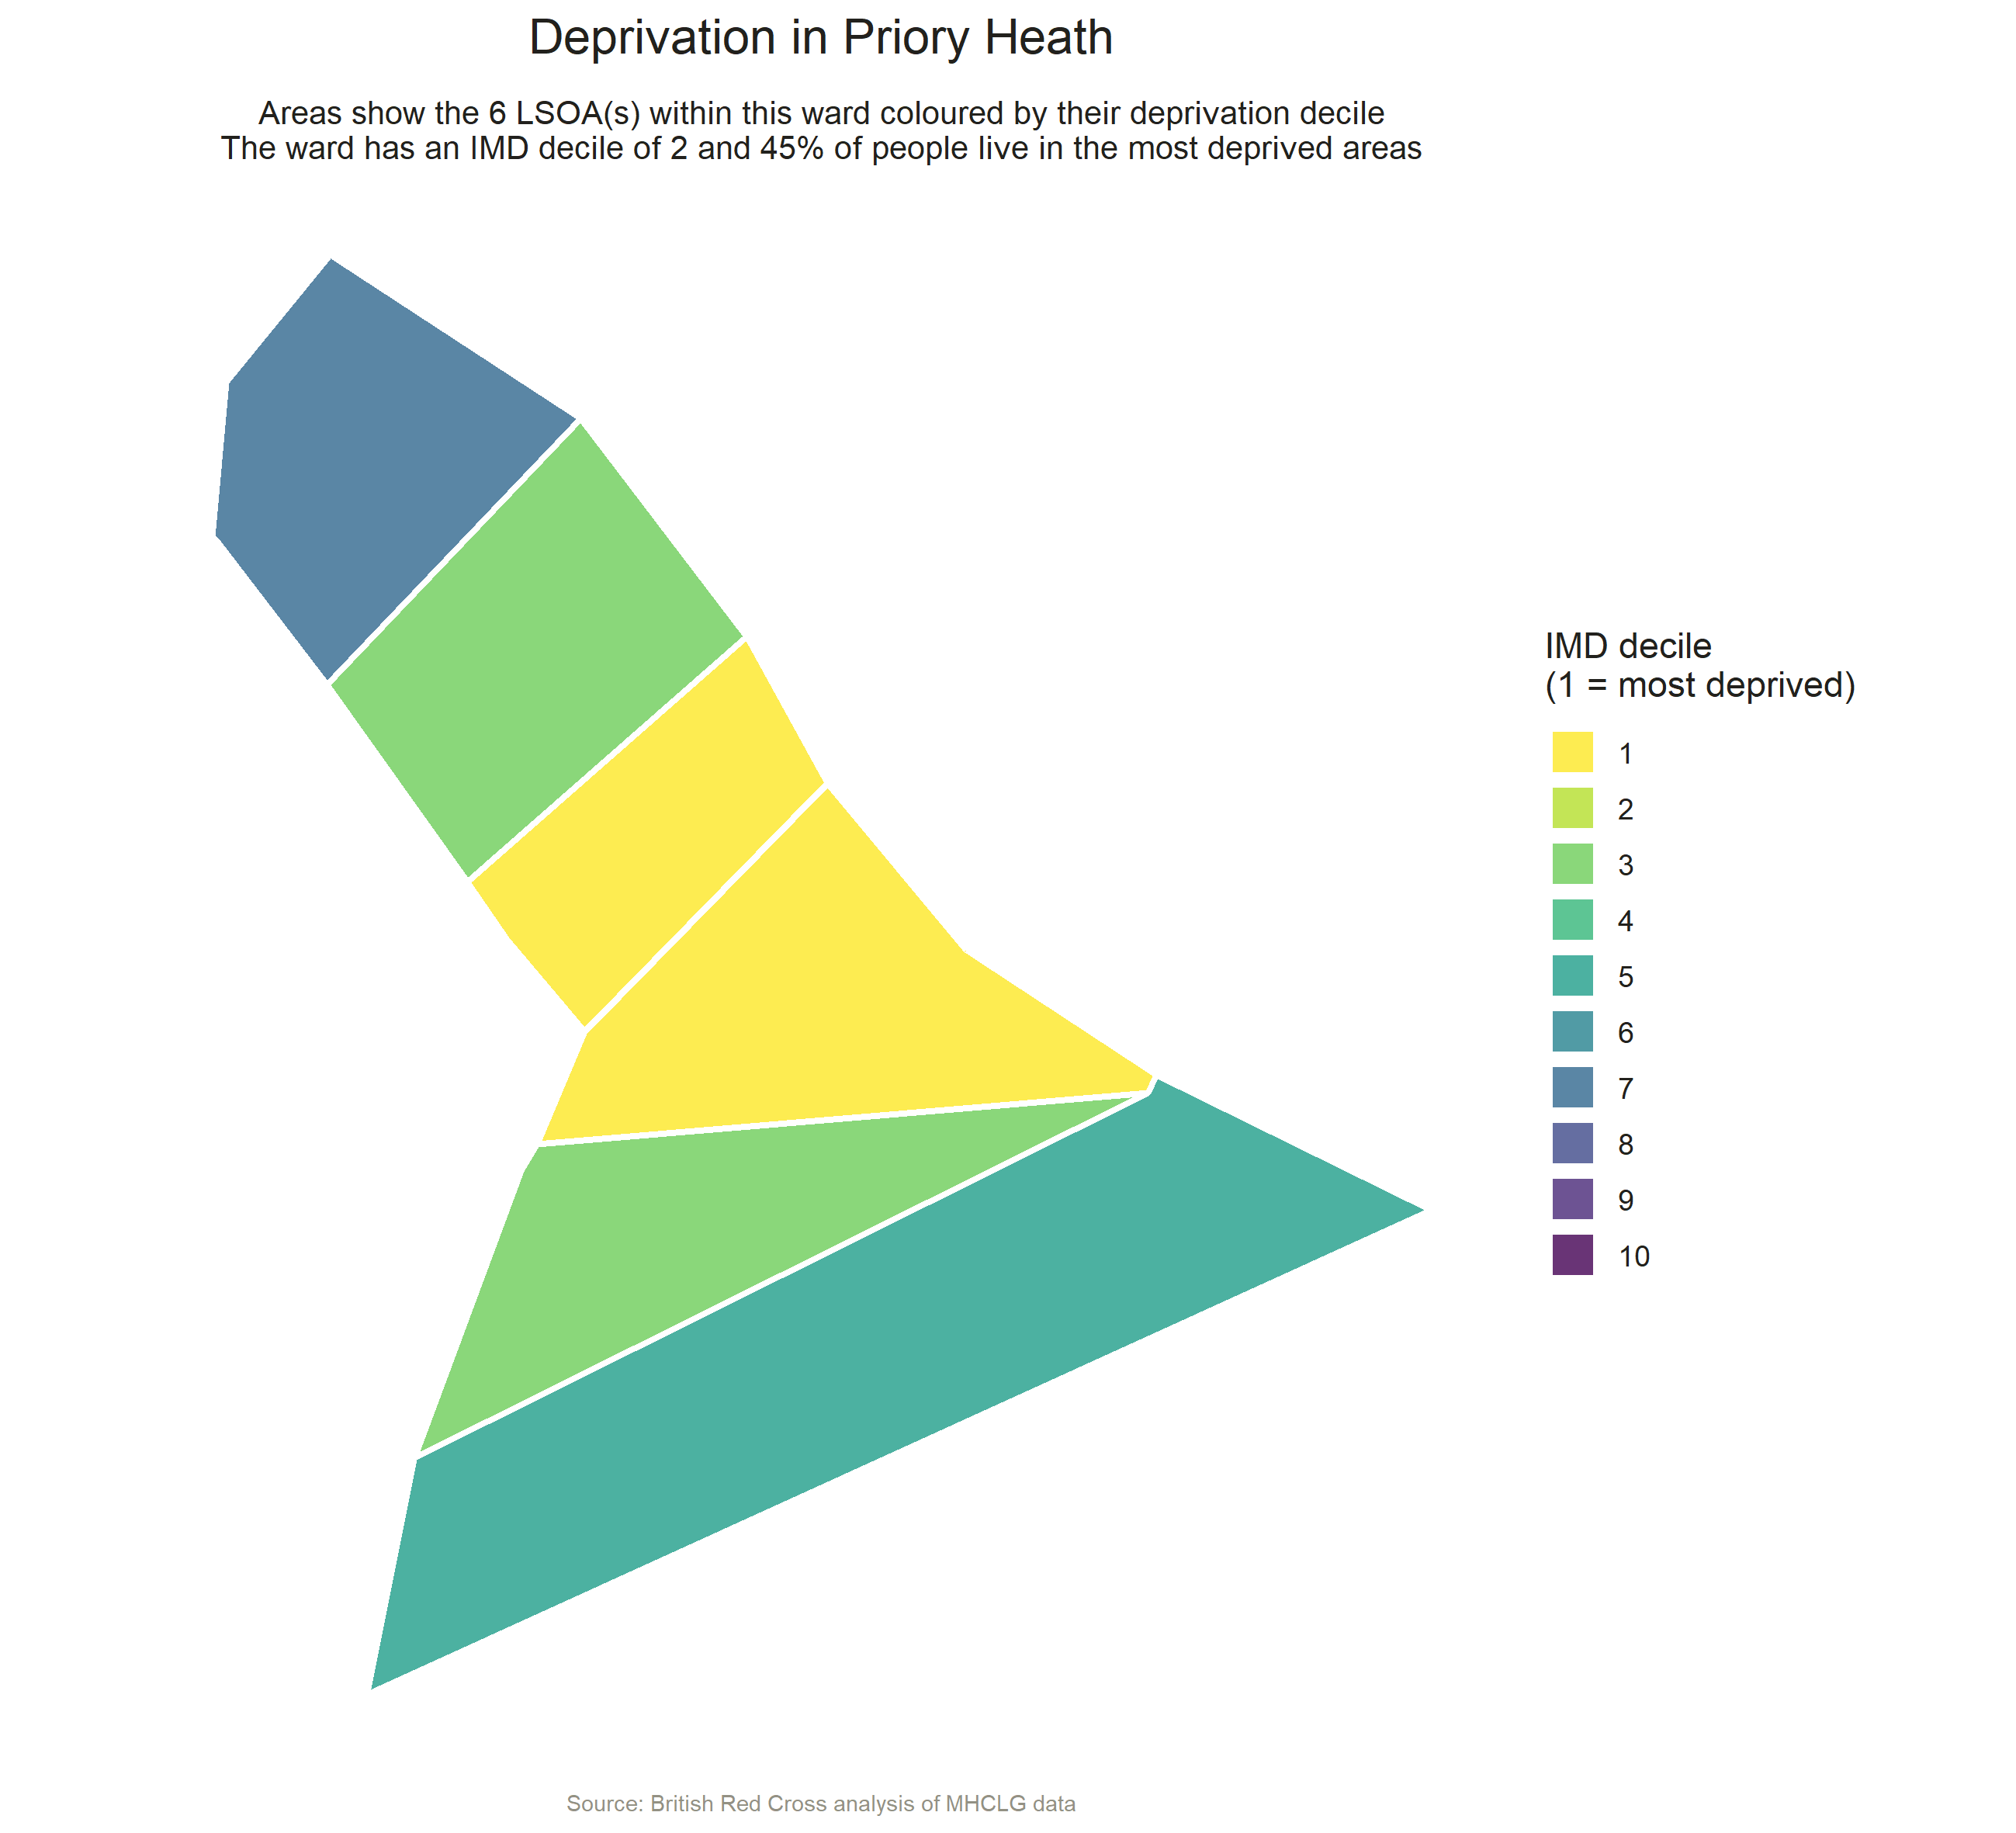 Deprivation in Priory Heath
Areas show the 6 LSOA(s) within this ward coloured by their deprivation decile
The ward has an IMD decile of 2 and 45% of people live in the most deprived areas
IMD decile
(1 = most deprived)
1
2
3
4
5
6
7
8
9
10
Source: British Red Cross analysis of MHCLG data